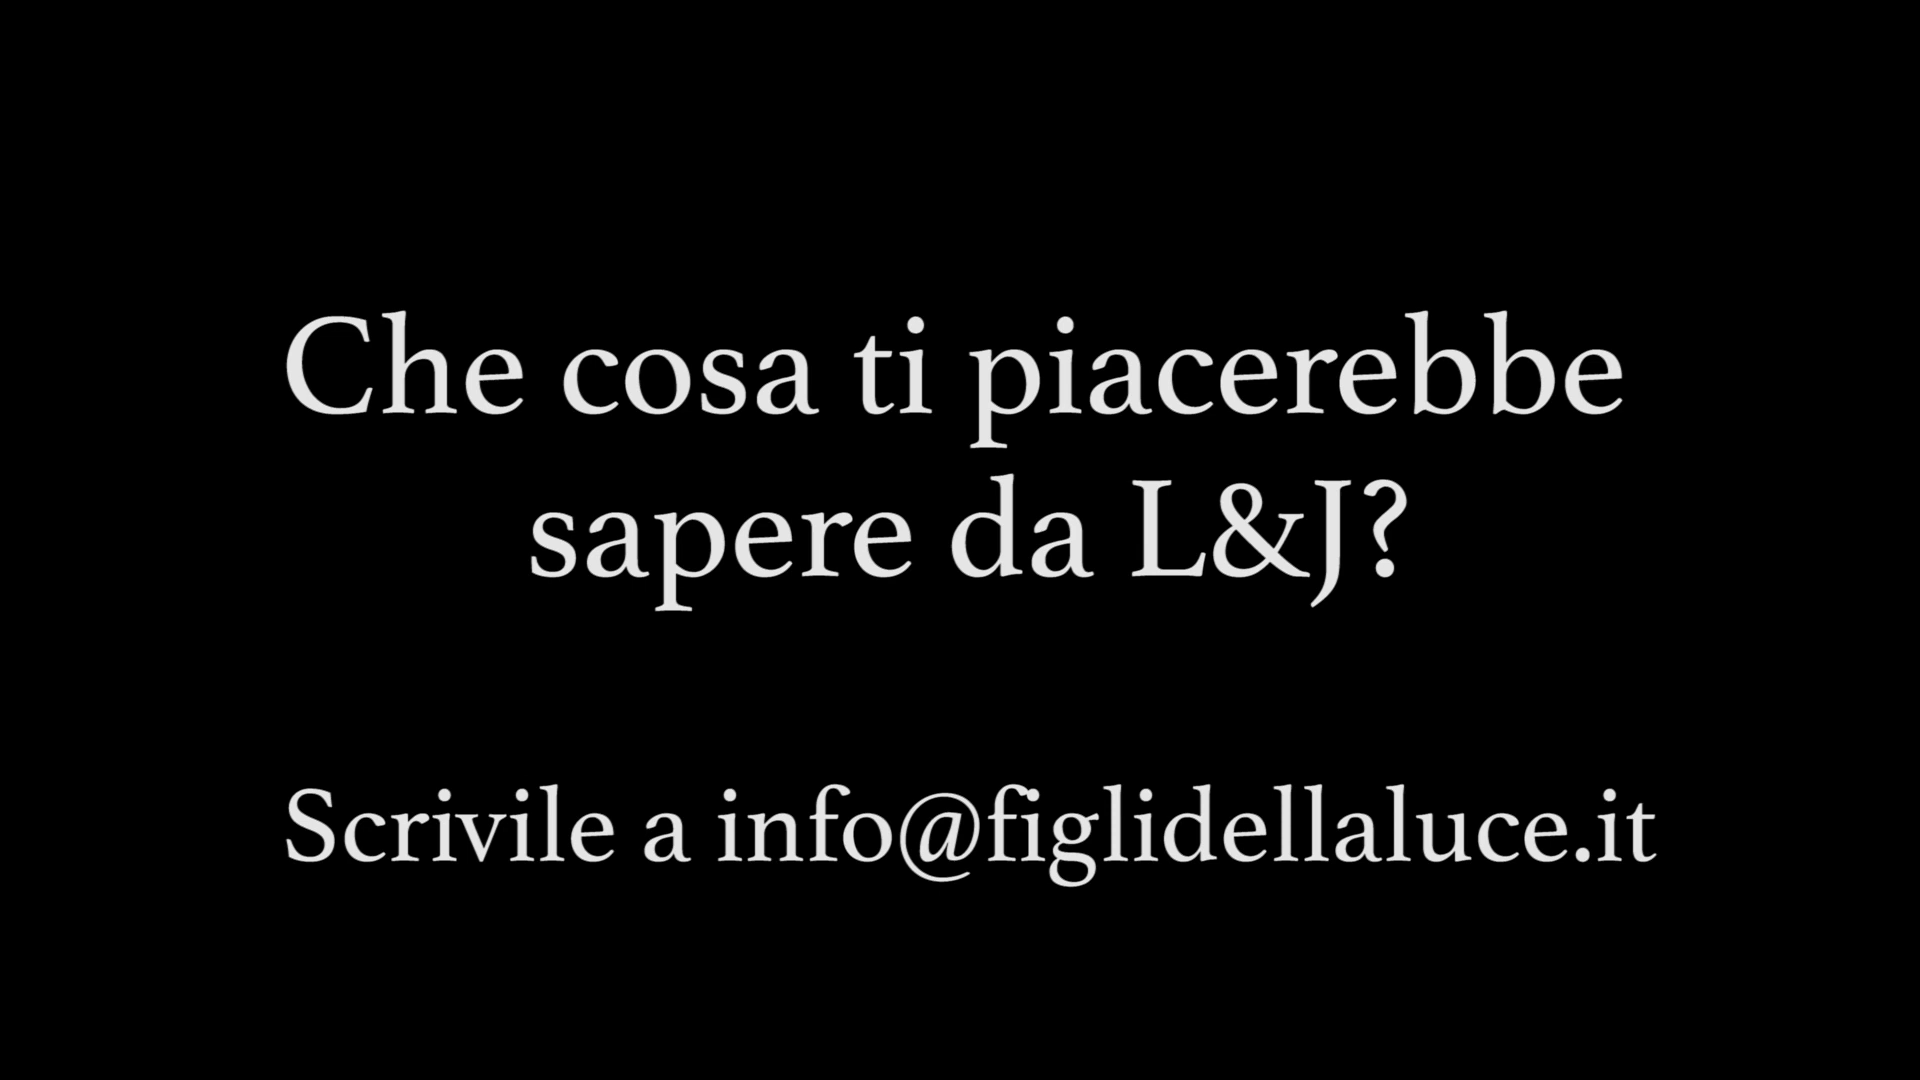 Che cosa ti piacerebbe
sapere da L&J?
Scrivile a info@figlidellaluce.it